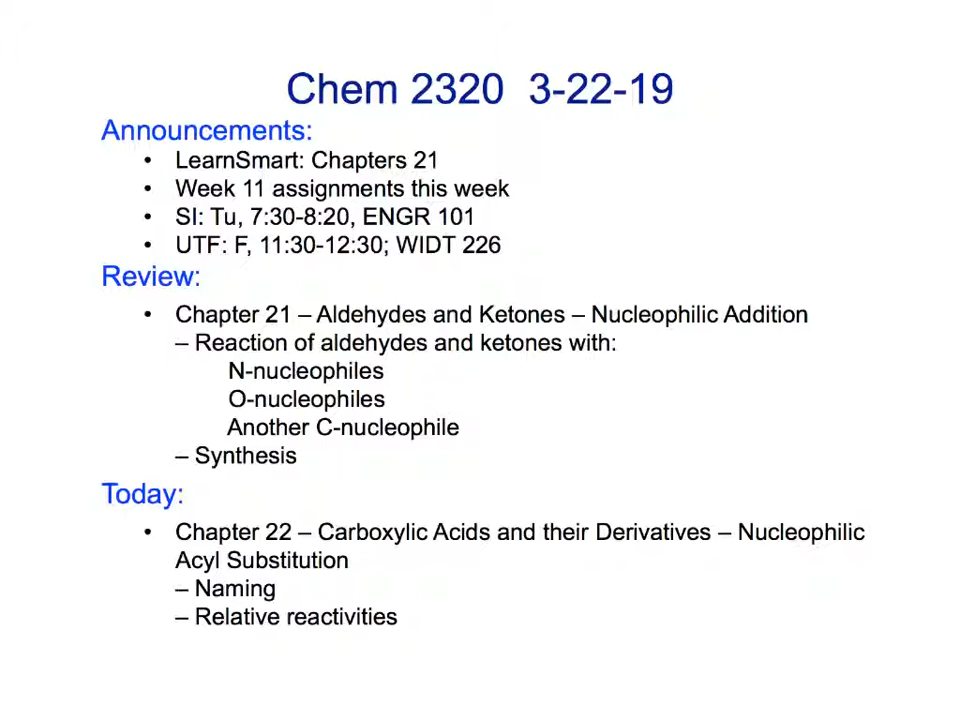 Chem 2320  3-22-19
Announcements:
• LearnSmart: Chapters 21
• Week 11 assignments this week
• SI: Tu, 7:30-8:20, ENGR 101
• UTF: F, 11:30-12:30; WIDT 226
Review:
• Chapter 21 – Aldehydes and Ketones – Nucleophilic Addition
– Reaction of aldehydes and ketones with:
N-nucleophiles
O-nucleophiles
Another C-nucleophile
– Synthesis
Today:
• Chapter 22 – Carboxylic Acids and their Derivatives – Nucleophilic
Acyl Substitution
– Naming
– Relative reactivities